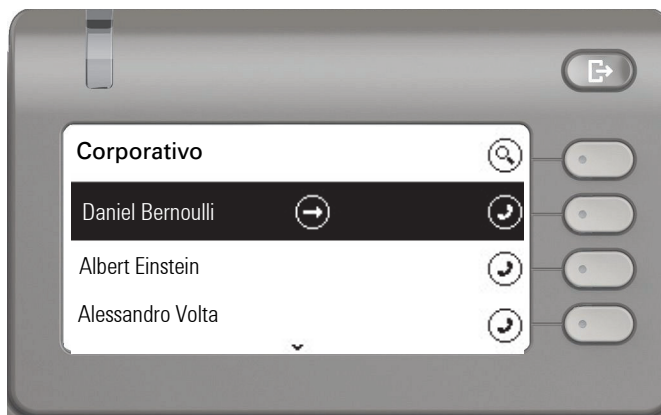 Corporativo
Daniel Bernoulli
Albert Einstein
Alessandro Volta